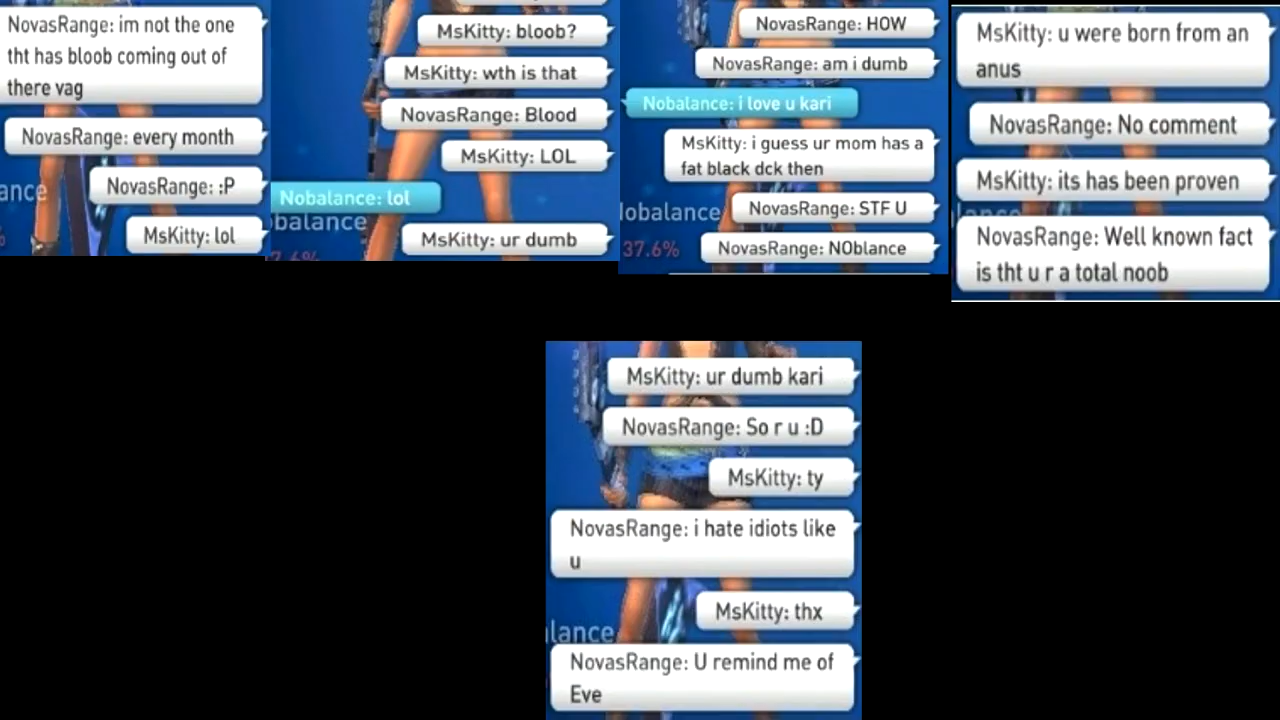 NovasRange: im not the one
tht has bloob coming out of
there vag
NovasRange: every month
NovasRange: :P
MsKitty: lol
MsKitty: bloob?
MsKitty: wth is that
NovasRange: Blood
MsKitty: LOL
Nobalance: lol
obalance
MsKitty: ur dumb
NovasRange: HOW
NovasRange: am i dumb
Nobalance: i love u kari
MsKitty: i guess ur mom has a
fat black dck then
NovasRange: STF U
lobalance
37.6%
NovasRange: NOblance
MsKitty: u were born from an
anus
NovasRange: No comment
MsKitty: its has been proven
NovasRange: Well known fact
is tht u r a total noob
MsKitty: ur dumb kari
NovasRange: So r u :D
MsKitty: ty
NovasRange: i hate idiots like
u
MsKitty: thx
lance
NovasRange: U remind me of
Eve